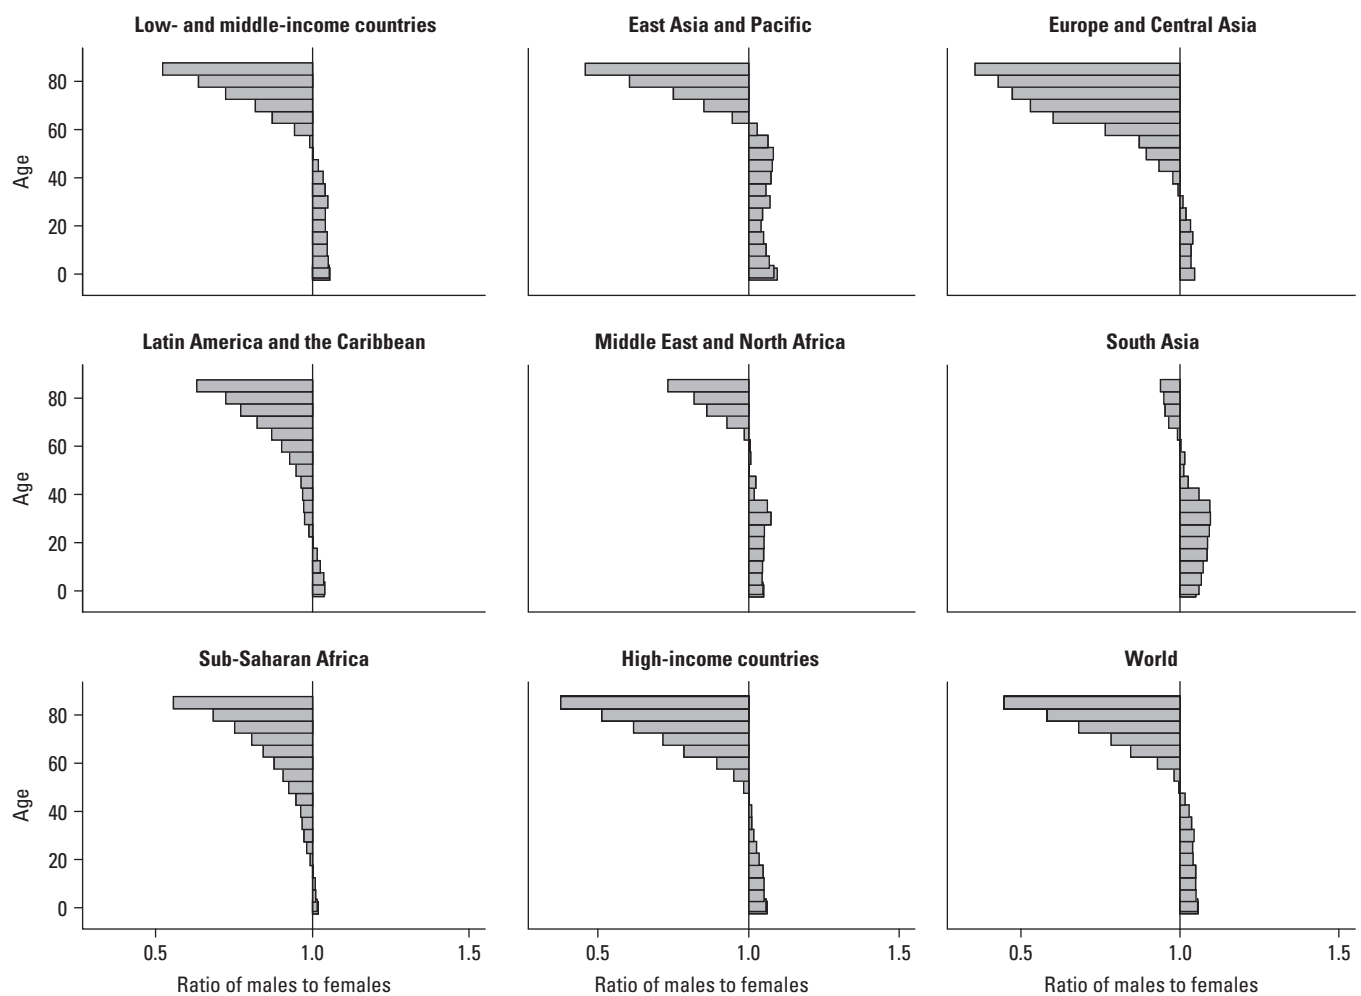 Low- and middle-income countries
East Asia and Pacific
Europe and Central Asia
Age
80
60
40
20
0
Latin America and the Caribbean
Middle East and North Africa
South Asia
Age
80
60
40
20
0
Sub-Saharan Africa
High-income countries
World
Age
80
60
40
20
0
0.5 1.0 1.5
0.5 1.0 1.5
0.5 1.0 1.5
Ratio of males to females
Ratio of males to females
Ratio of males to females